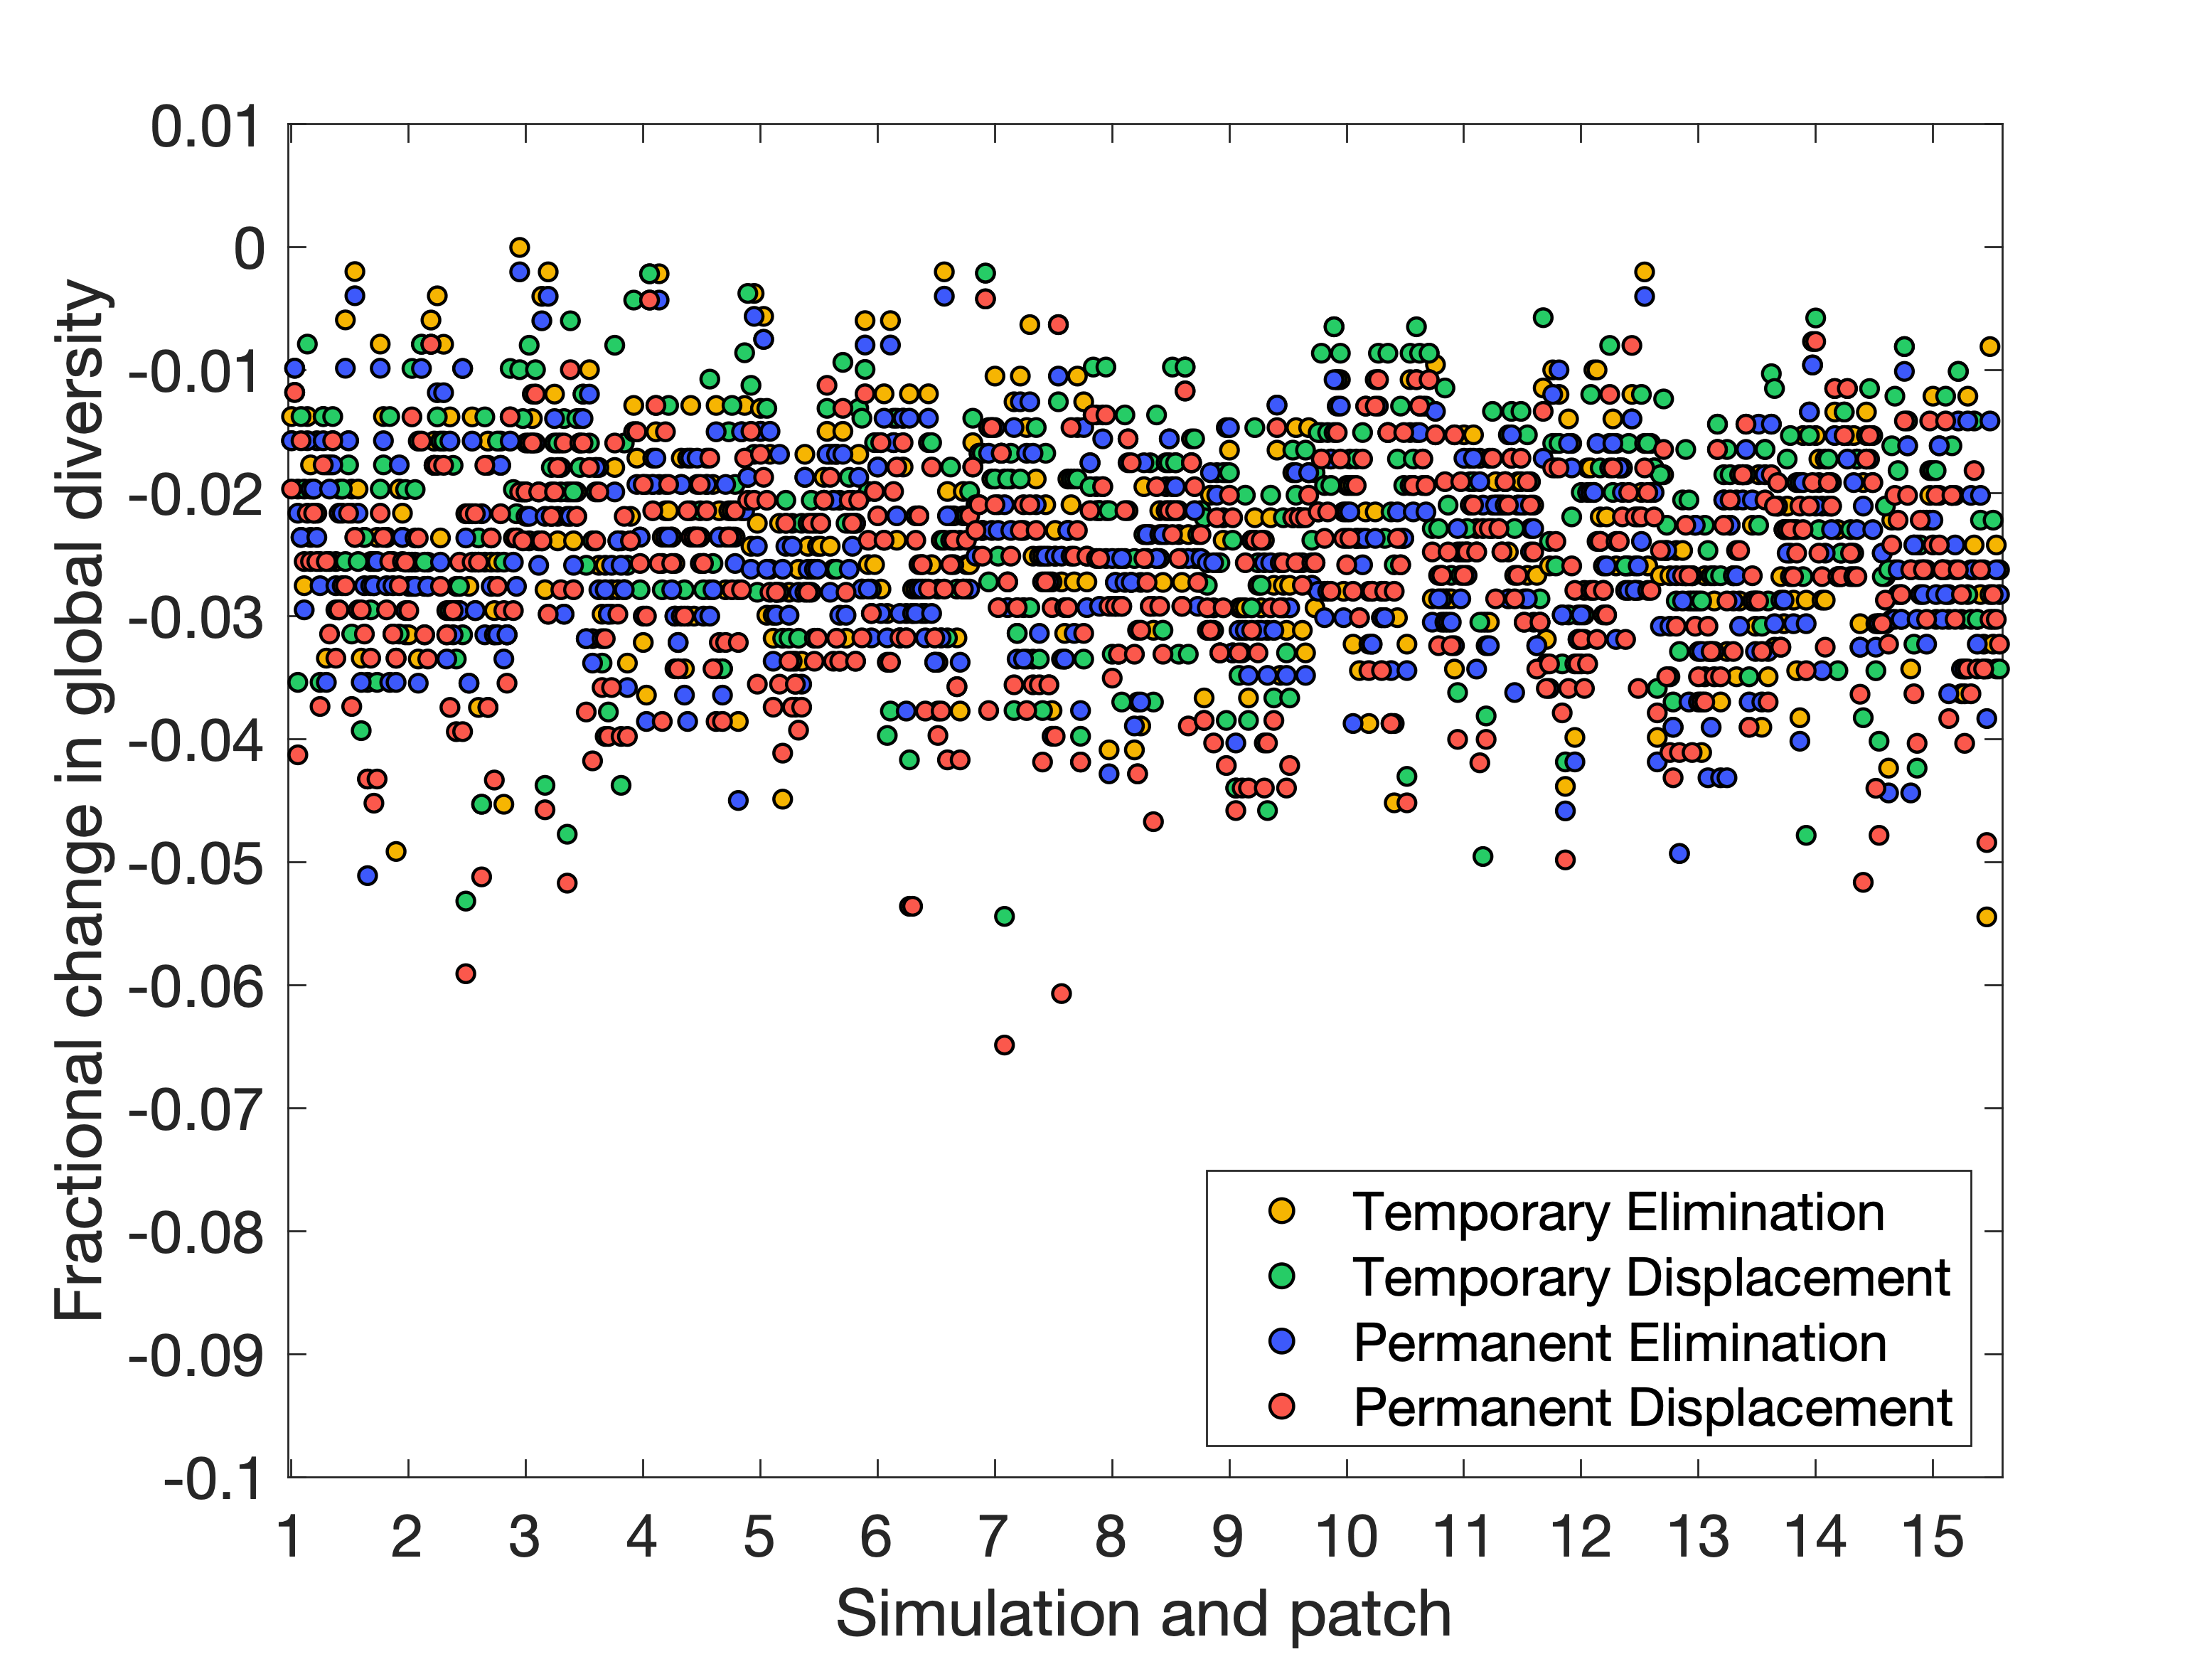 Fractional change in global diversity
0.01
0
-0.01
-0.02
-0.03
-0.04
-0.05
-0.06
-0.07
-0.08
-0.09
-0.1
Temporary Elimination
Temporary Displacement
Permanent Elimination
Permanent Displacement
1 2 3 4 5 6 7 8 9 10 11 12 13 14 15
Simulation and patch